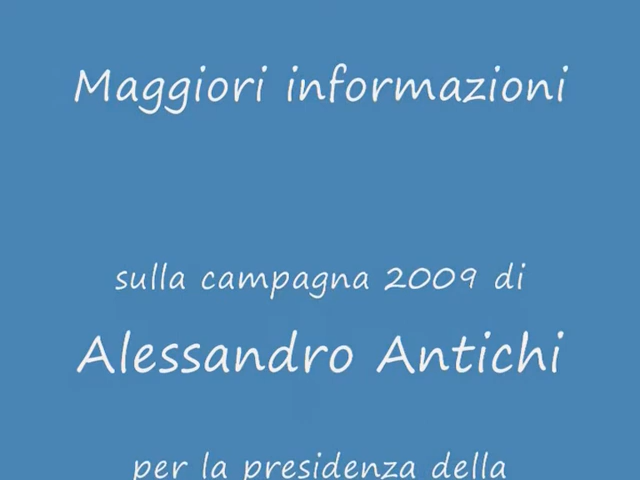 Maggiori informazioni
sulla campagna 2009 di
Alessandro Antichi
per la presidenza della